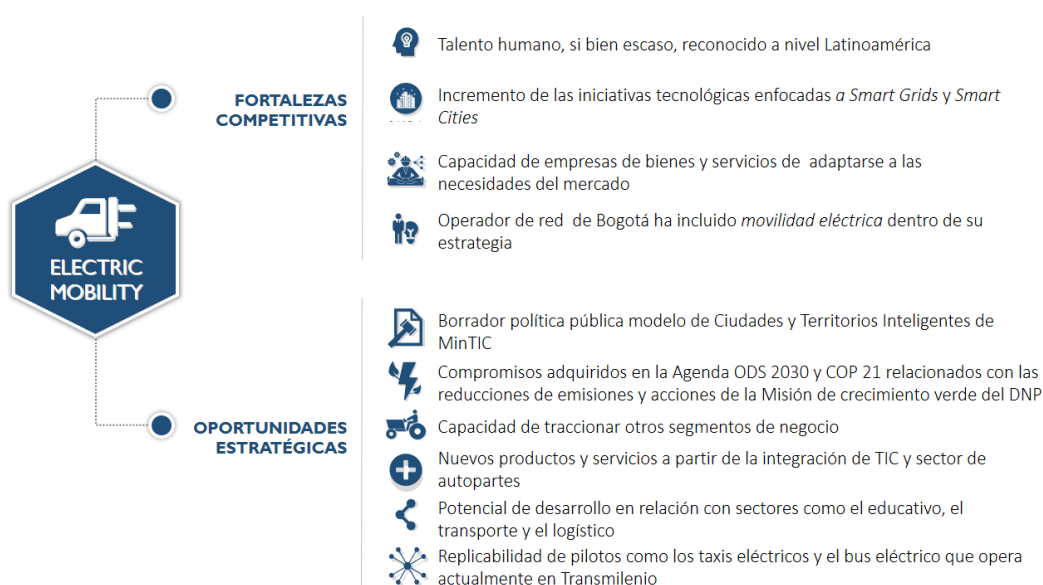 ELECTRIC
MOBILITY
FORTALEZAS
COMPETITIVAS
Talento humano, si bien escaso, reconocido a nivel Latinoamérica
Incremento de las iniciativas tecnológicas enfocadas a Smart Grids y Smart
Cities
Capacidad de empresas de bienes y servicios de adaptarse a las
necesidades del mercado
Operador de red de Bogotá ha incluido movilidad eléctrica dentro de su
estrategia
OPORTUNIDADES
ESTRATÉGICAS
Borrador política pública modelo de Ciudades y Territorios Inteligentes de
MinTIC
Compromisos adquiridos en la Agenda ODS 2030 y COP 21 relacionados con las
reducciones de emisiones y acciones de la Misión de crecimiento verde del DNP
Capacidad de traccionar otros segmentos de negocio
Nuevos productos y servicios a partir de la integración de TIC y sector de
autopartes
Potencial de desarrollo en relación con sectores como el educativo, el
transporte y el logístico
Replicabilidad de pilotos como los taxis eléctricos y el bus eléctrico que opera
actualmente en Transmilenio